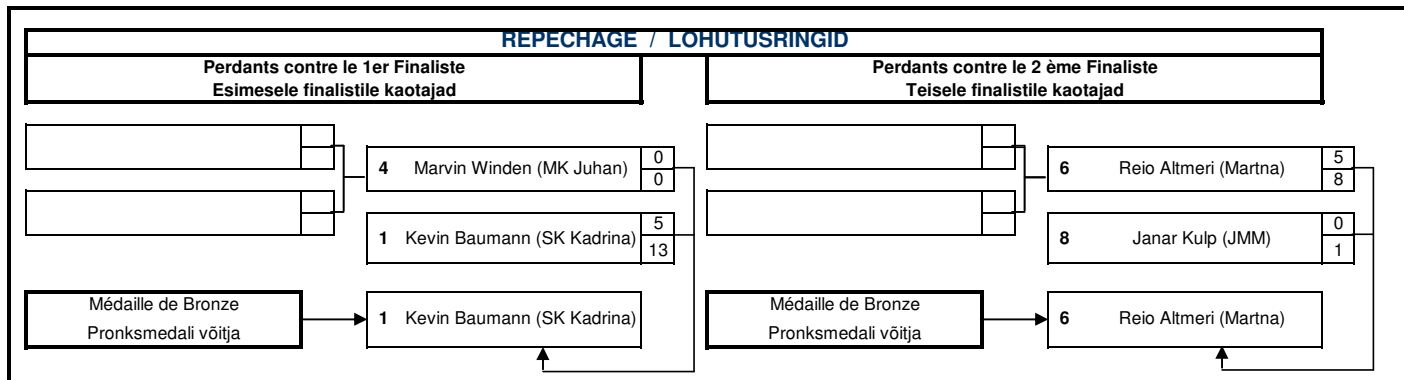 REPECHAGE / LOHUTUSRINGID
Perdants contre le 1er Finaliste
Esimesele finalistile kaotajad
Perdants contre le 2 ème Finaliste
Teisele finalistile kaotajad
4 Marvin Winden (MK Juhan) 0
0
1 Kevin Baumann (SK Kadrina) 5
13
6 Reio Altmeri (Martna) 5
8
8 Janar Kulp (JMM) 0
1
Médaille de Bronze
Pronksmedali võitja
1 Kevin Baumann (SK Kadrina)
Médaille de Bronze
Pronksmedali võitja
6 Reio Altmeri (Martna)